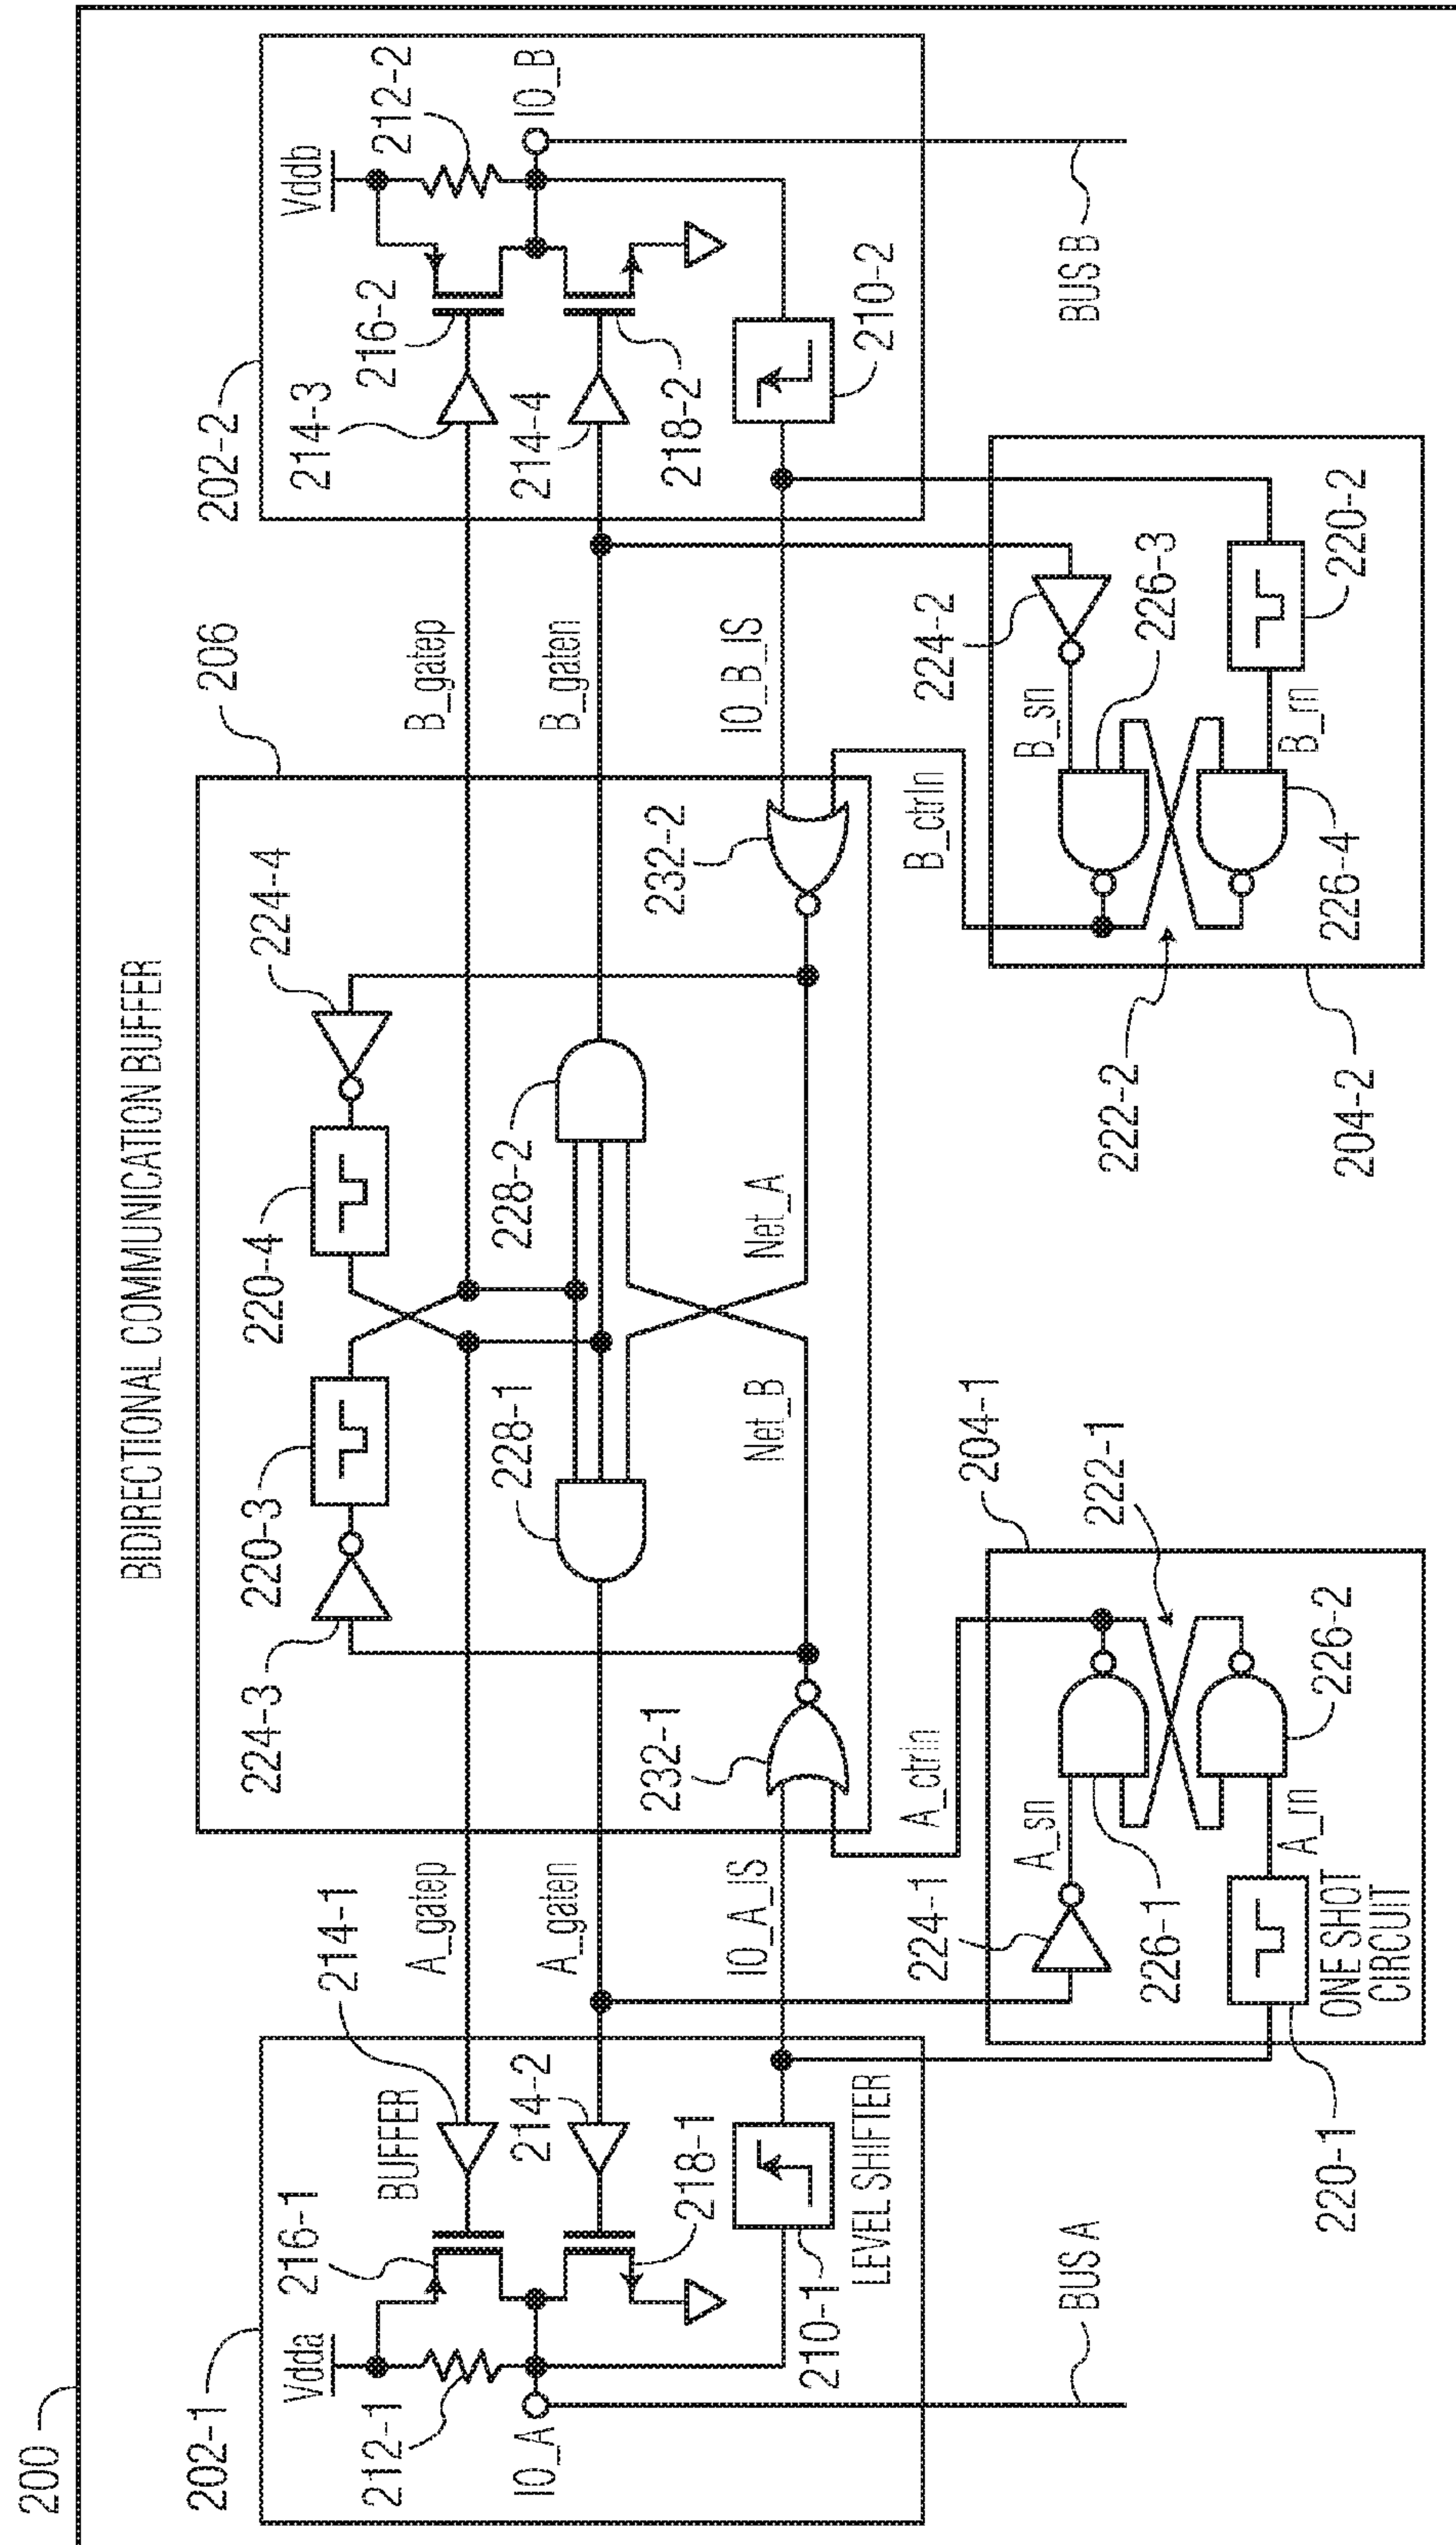 200
BIDIRECTIONAL COMMUNICATION BUFFER
202-1
206
202-2
Vdda
212-1
216-1
BUFFER
214-1
A_gatep
224-3
220-3
220-4
224-4
B_gatep
214-3
216-2
Vddb
212-2
IO_A
214-2
218-1
A_gaten
228-1
228-2
B_gaten
214-4
218-2
IO_B
LEVEL SHIFTER
210-1
IO_A_IS
232-1
Net_B
Net_A
232-2
IO_B_IS
210-2
A_ctrln
B_ctrln
BUS A
BUS B
204-1
224-1
A_sn
226-1
222-1
226-2
A_rn
ONE SHOT
CIRCUIT
220-1
222-2
204-2
224-2
B_sn
226-3
226-4
B_rn
220-2